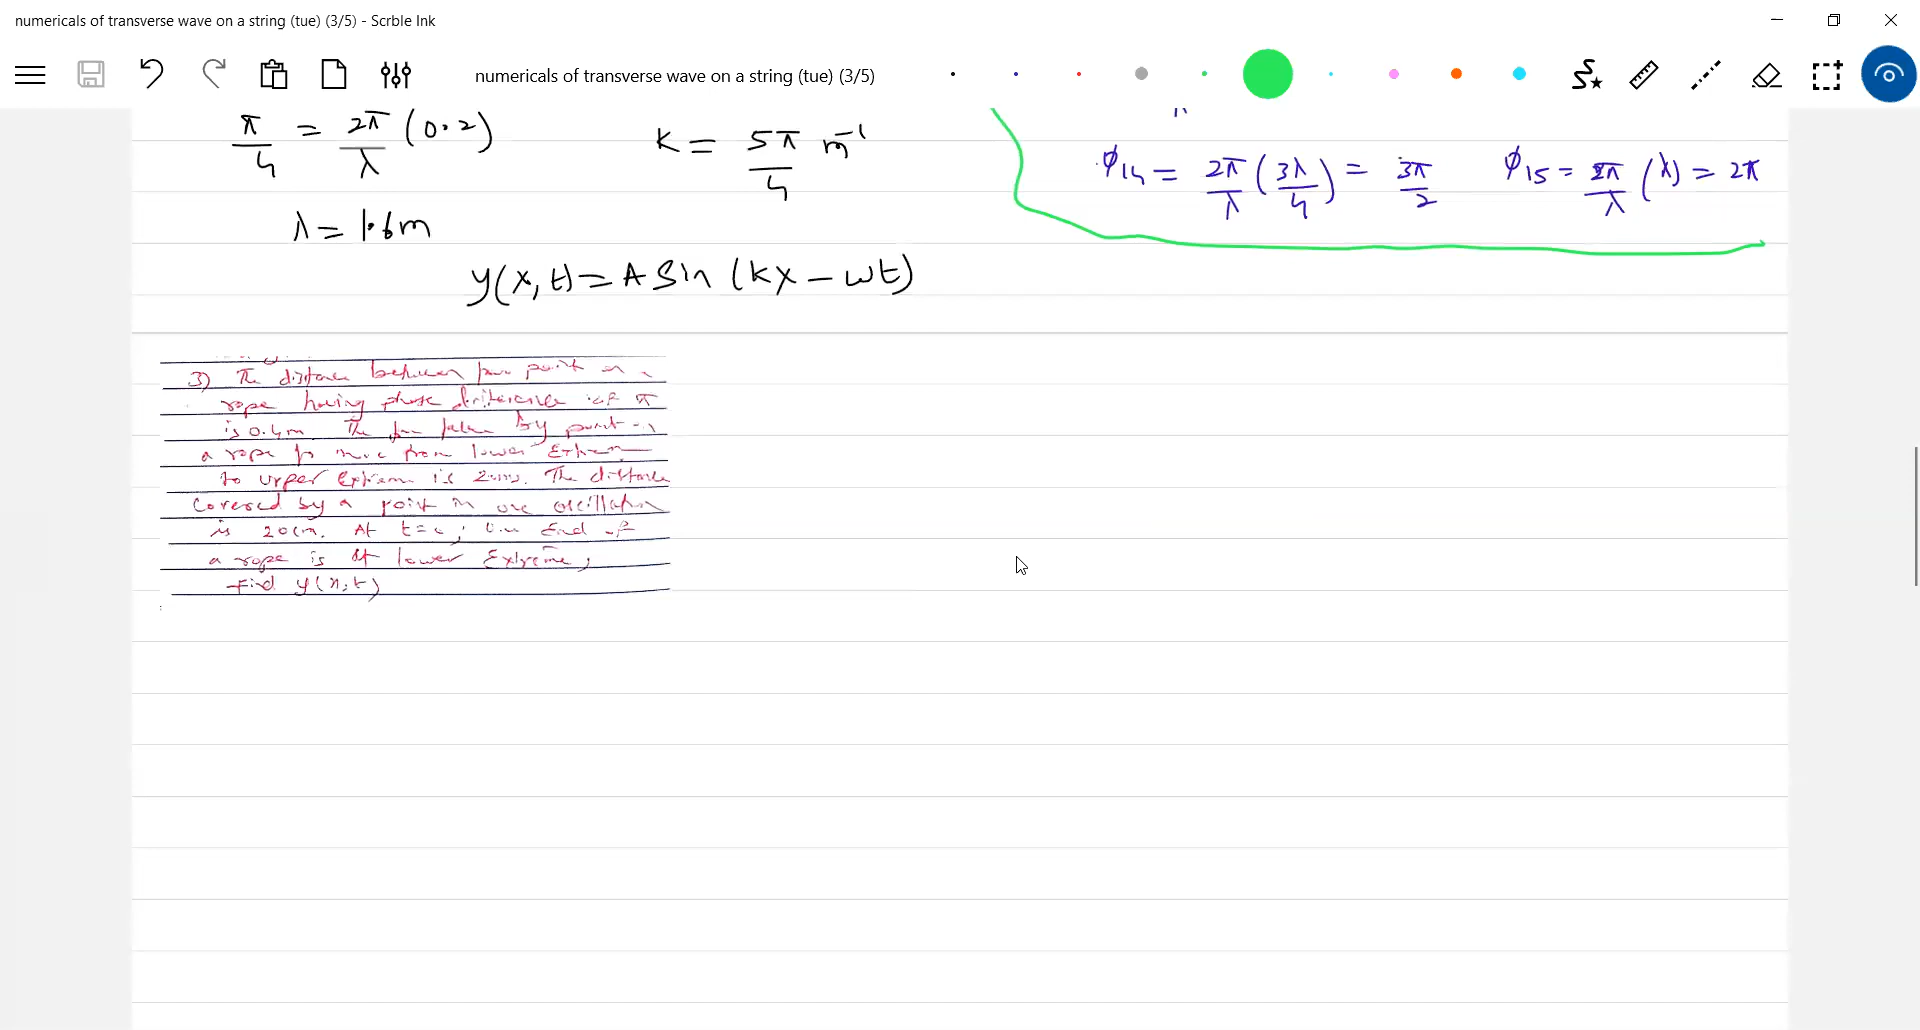 numericals of transverse wave on a string (tue) (3/5) - Scrble Ink
numericals of transverse wave on a string (tue) (3/5)
π/4 = 2π/λ (0.2)
K = 5π/4 m⁻¹
λ = 1.6m
y(x,t) = A Sin (kx - ωt)
ϕ14 = 2π/λ (3λ/4) = 3π/2
ϕ15 = 2π/λ (λ) = 2π
3) The distance between two point on a
rope having phase difference of π
is 0.4m. The time taken by point on
a rope to move from lower Extreme
to upper Extreme is 2ms. The distance
Covered by a point in one oscillation
is 20cm. At t=0, one End of
a rope is at lower Extreme,
Find y(x,t)